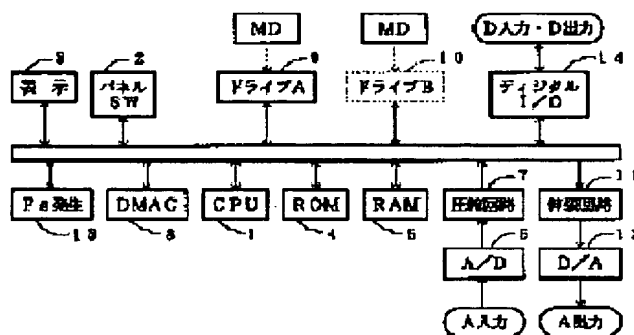 MD
MD
D入力・D出力
3
2
9
10
14
表示
パネル
SW
ドライブA
ドライブB
ディジタル
I/O
Fs発生
DMAC
CPU
ROM
RAM
圧縮回路
伸張回路
7
11
13
8
1
4
5
A/D
6
D/A
12
A入力
A出力